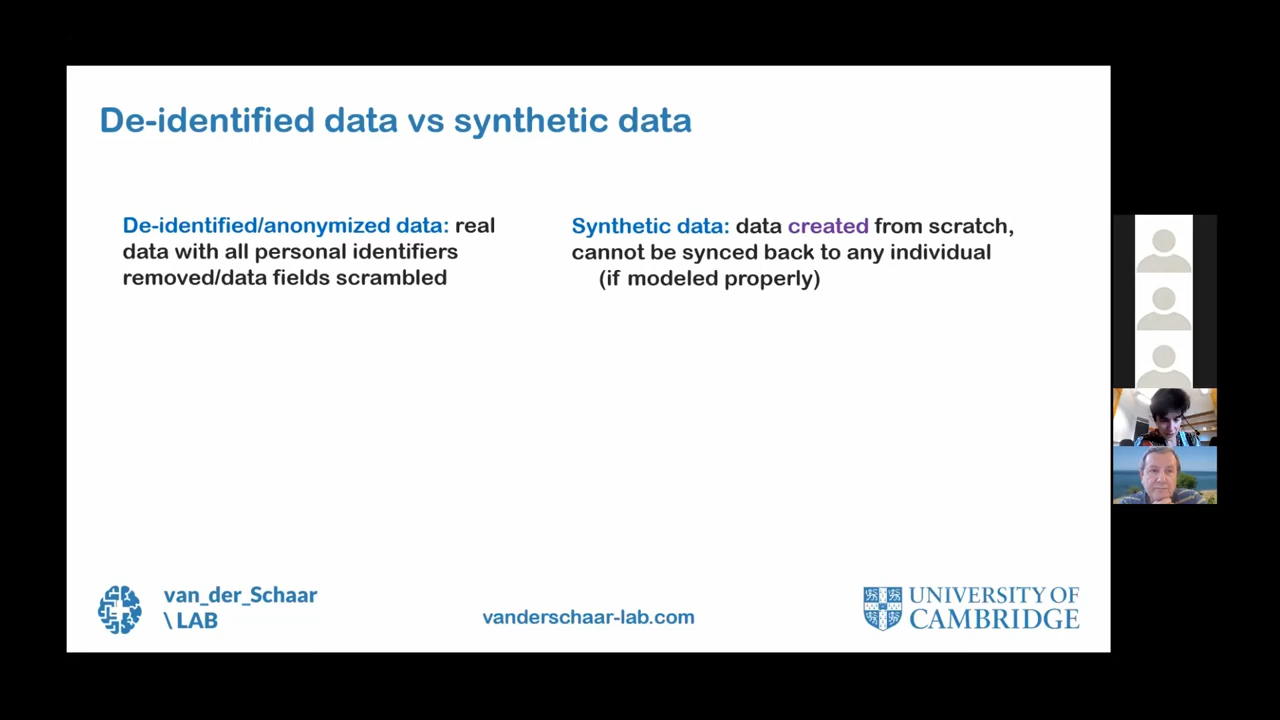 De-identified data vs synthetic data
De-identified/anonymized data: real
data with all personal identifiers
removed/data fields scrambled
Synthetic data: data created from scratch,
cannot be synced back to any individual
(if modeled properly)
van_der_Schaar
\ LAB
vanderschaar-lab.com
UNIVERSITY OF
CAMBRIDGE